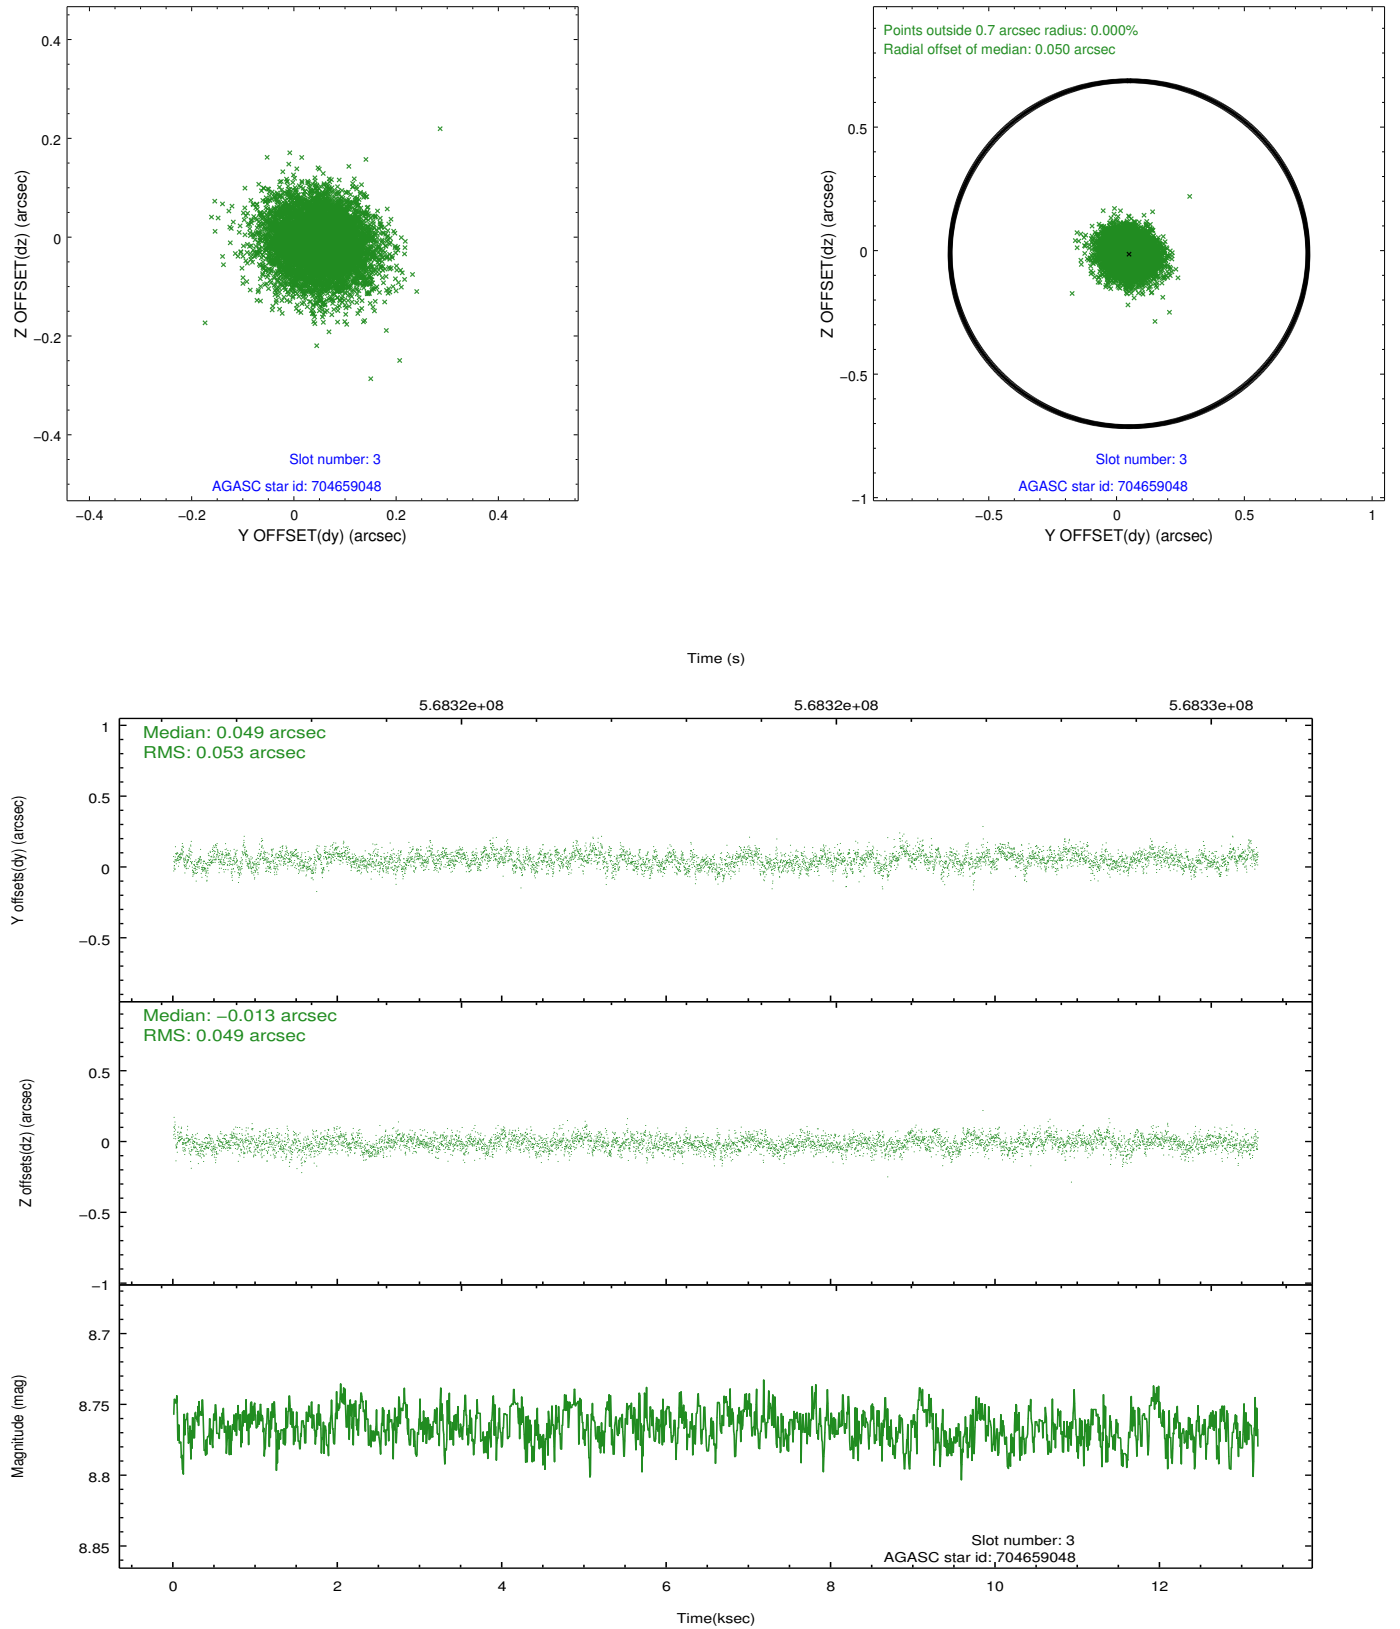 0.4
0.2
0
−0.2
−0.4
−0.4
−0.2
0
0.2
0.4
Z OFFSET(dz) (arcsec)
Y OFFSET(dy) (arcsec)
Slot number: 3
AGASC star id: 704659048
Points outside 0.7 arcsec radius: 0.000%
Radial offset of median: 0.050 arcsec
0.5
0
−0.5
−1
−0.5
0
0.5
1
Z OFFSET(dz) (arcsec)
Y OFFSET(dy) (arcsec)
Slot number: 3
AGASC star id: 704659048
Time (s)
5.6832e+08
5.6832e+08
5.6833e+08
Median: 0.049 arcsec
RMS: 0.053 arcsec
1
0.5
0
−0.5
Y offsets(dy) (arcsec)
Median: −0.013 arcsec
RMS: 0.049 arcsec
0.5
0
−0.5
−1
Z offsets(dz) (arcsec)
8.7
8.75
8.8
8.85
Magnitude (mag)
Slot number: 3
AGASC star id: 704659048
0
2
4
6
8
10
12
Time(ksec)